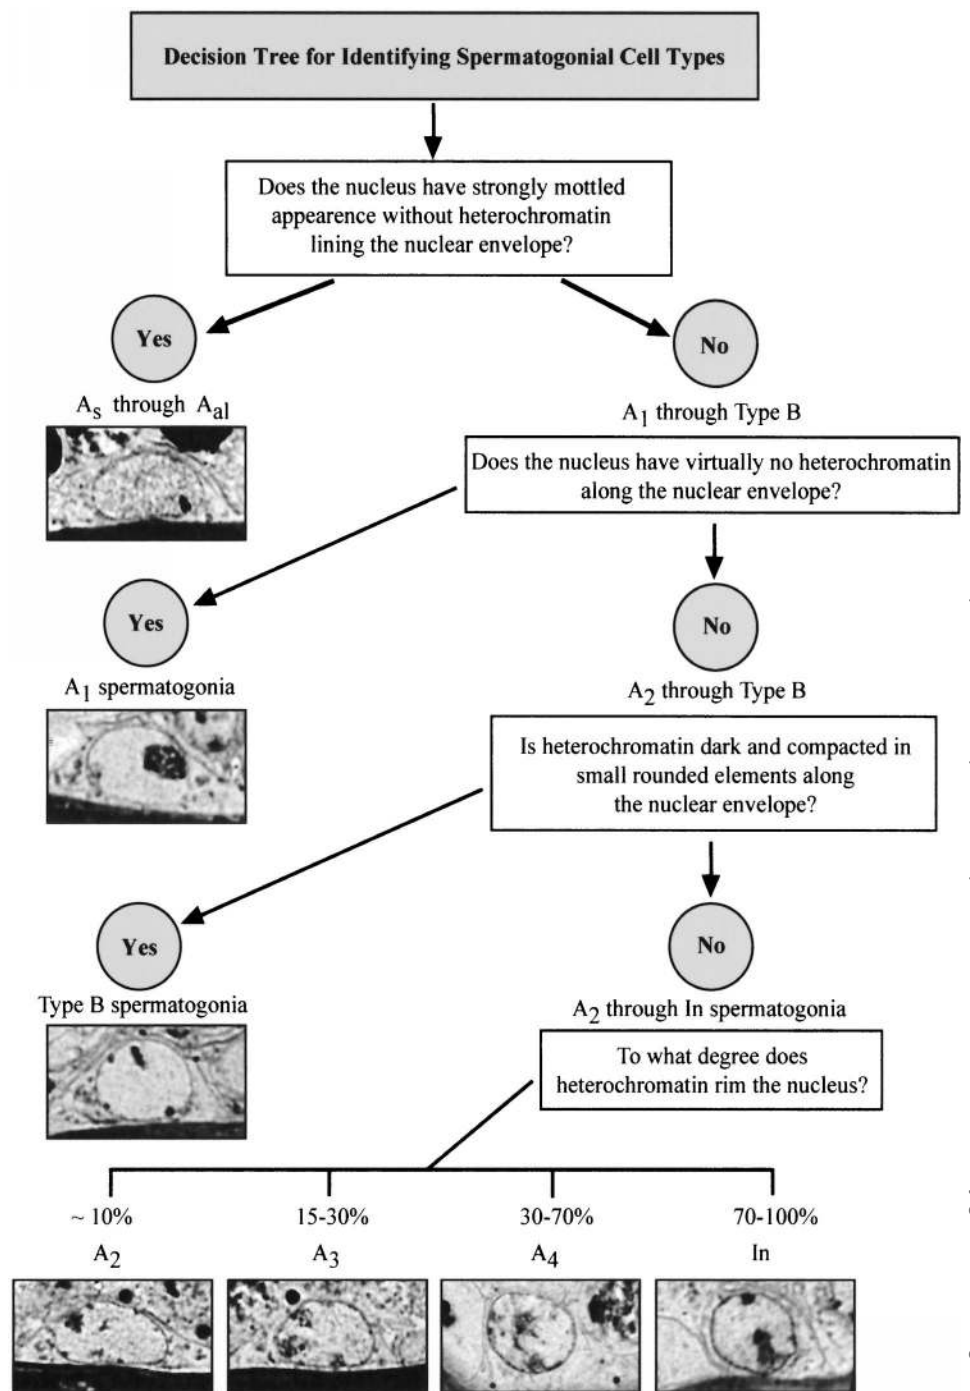 Decision Tree for Identifying Spermatogonial Cell Types
Does the nucleus have strongly mottled
appearence without heterochromatin
lining the nuclear envelope?
Yes
No
As through Aal
A1 through Type B
Does the nucleus have virtually no heterochromatin
along the nuclear envelope?
Yes
No
A1 spermatogonia
A2 through Type B
Is heterochromatin dark and compacted in
small rounded elements along
the nuclear envelope?
Yes
No
Type B spermatogonia
A2 through In spermatogonia
To what degree does
heterochromatin rim the nucleus?
~ 10%
15-30%
30-70%
70-100%
A2
A3
A4
In